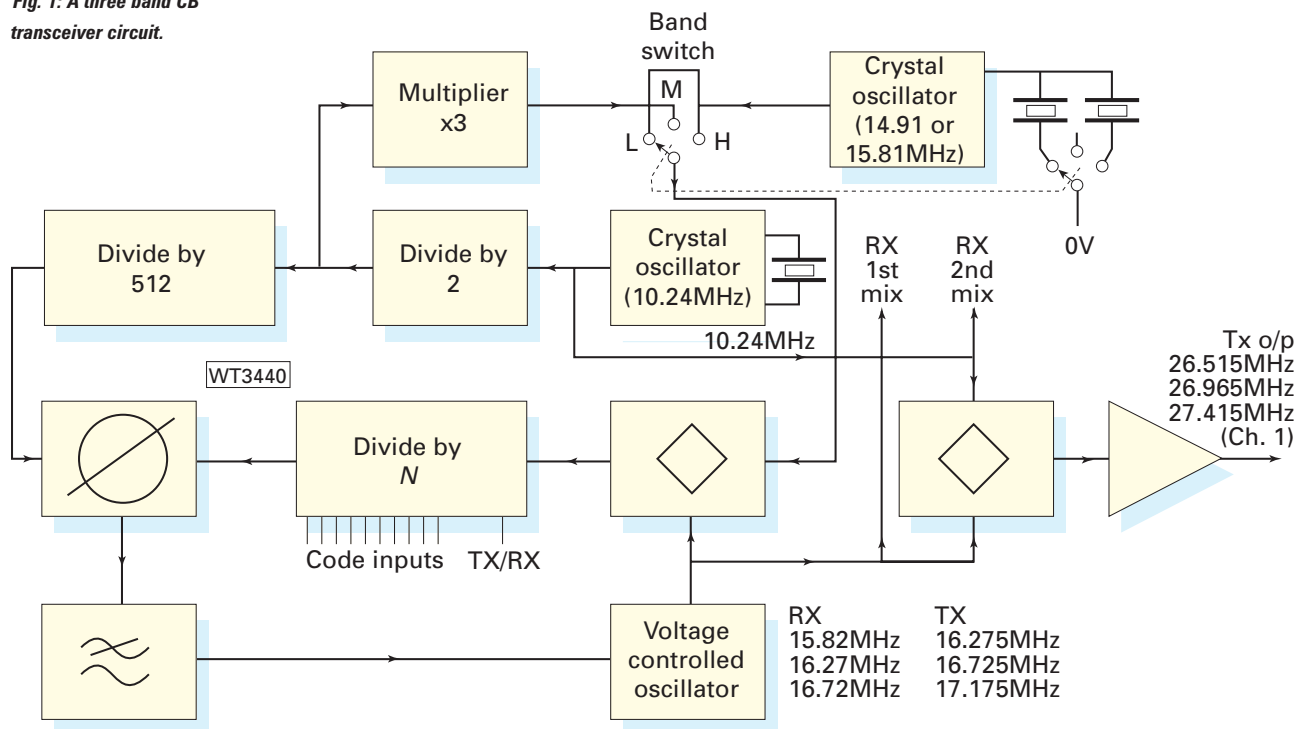 Fig. 1: A three band CB
transceiver circuit.
Band
switch
Multiplier
x3
M
L
H
Crystal
oscillator
(14.91 or
15.81MHz)
0V
Divide by
512
Divide by
2
Crystal
oscillator
(10.24MHz)
10.24MHz
RX
1st
mix
RX
2nd
mix
Tx o/p
26.515MHz
26.965MHz
27.415MHz
(Ch. 1)
WT3440
Divide by
N
Code inputs
TX/RX
Voltage
controlled
oscillator
RX
15.82MHz
16.27MHz
16.72MHz
TX
16.275MHz
16.725MHz
17.175MHz